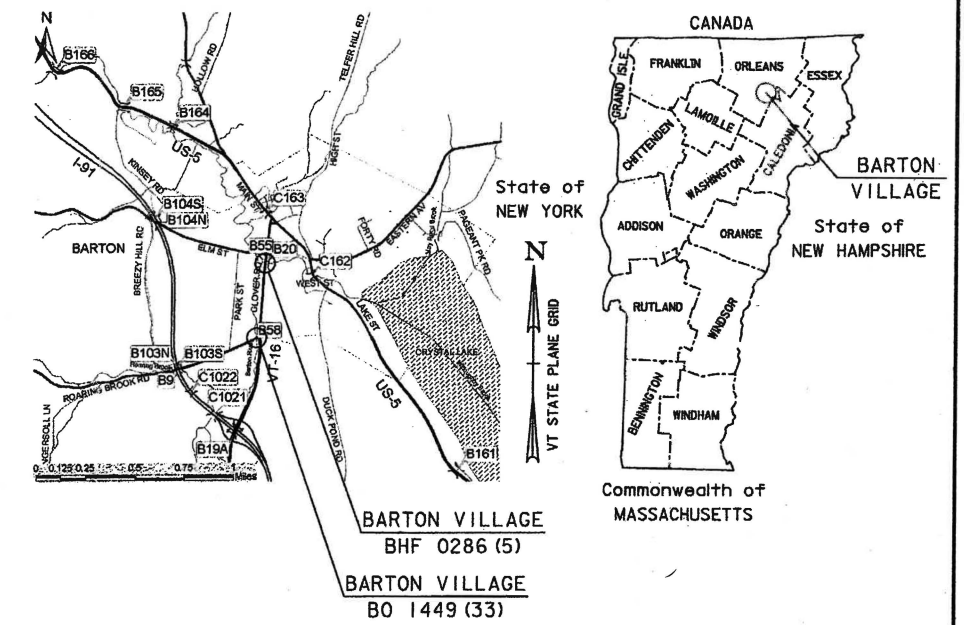 N
B166
B165
HOLLOW RD
TELFER HILL RD
B164
US-5
HIGH ST
I-91
KINSEY RD
MAIN ST
C163
B104S
B104N
BARTON
ELM ST
B55
B20
FORTY RD
EASTERN AV
PAGEANT PK RD
BREEZY HILL RD
C162
WEST ST
GLOVER RD
PARK ST
LAKE ST
B58
CRYSTAL LAKE
VT-16
B103N
B103S
Roaring Brook
B9
ROARING BROOK RD
C1022
C1021
US-5
DUCK POND RD
INGERSOLL LN
B19A
B161
0 0.125 0.25 0.5 0.75 1
Miles
BARTON VILLAGE
BHF 0286 (5)
BARTON VILLAGE
BO 1449 (33)
State of
NEW YORK
N
VT STATE PLANE GRID
CANADA
GRAND ISLE
FRANKLIN
ORLEANS
ESSEX
LAMOILLE
CHITTENDEN
CALEDONIA
WASHINGTON
BARTON
VILLAGE
ADDISON
ORANGE
State of
NEW HAMPSHIRE
RUTLAND
WINDSOR
BENNINGTON
WINDHAM
Commonwealth of
MASSACHUSETTS